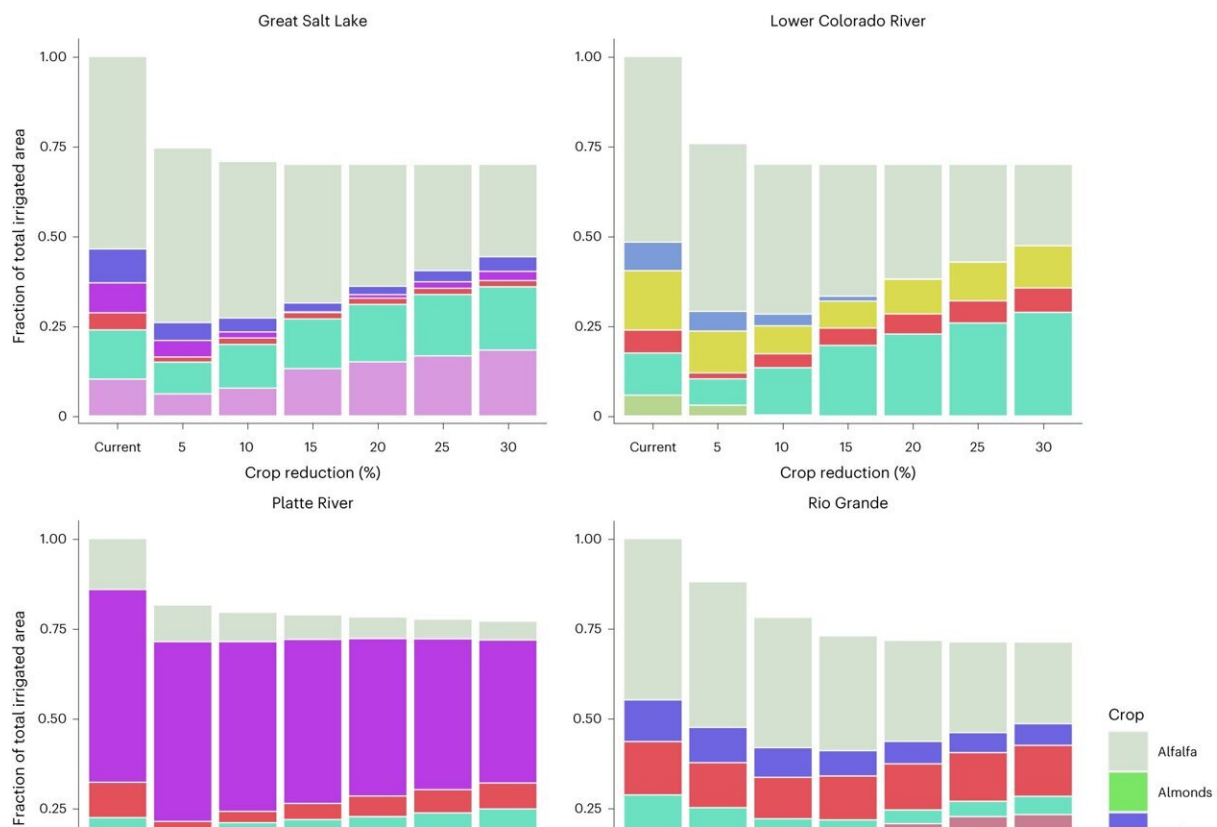 Great Salt Lake
Lower Colorado River
Fraction of total irrigated area
1.00
0.75
0.50
0.25
0
Current 5 10 15 20 25 30
Crop reduction (%)
1.00
0.75
0.50
0.25
0
Current 5 10 15 20 25 30
Crop reduction (%)
Platte River
Rio Grande
Fraction of total irrigated area
1.00
0.75
0.50
0.25
1.00
0.75
0.50
0.25
Crop
Alfalfa
Almonds